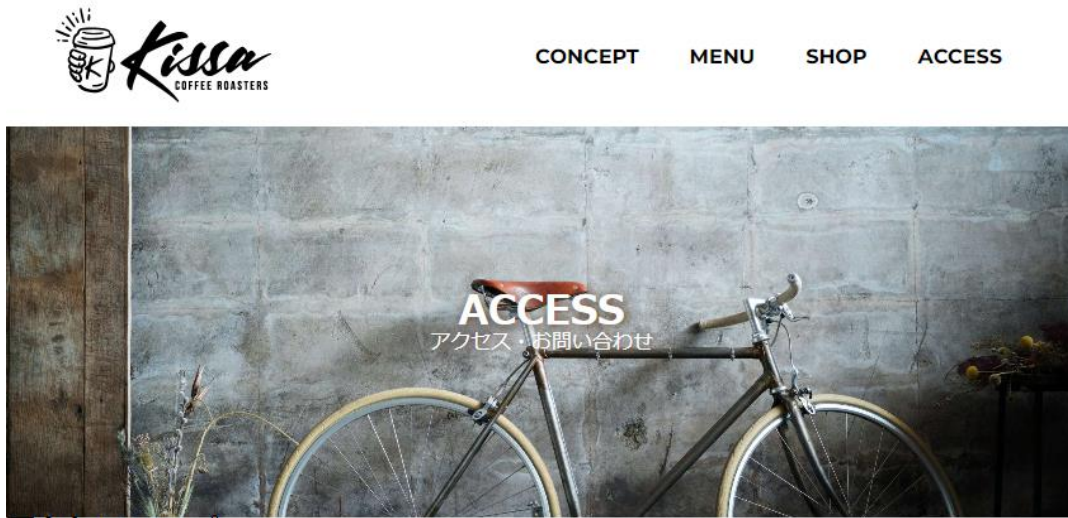 K
Kissa
COFFEE ROASTERS
CONCEPT MENU SHOP ACCESS
ACCESS
アクセス・お問い合わせ